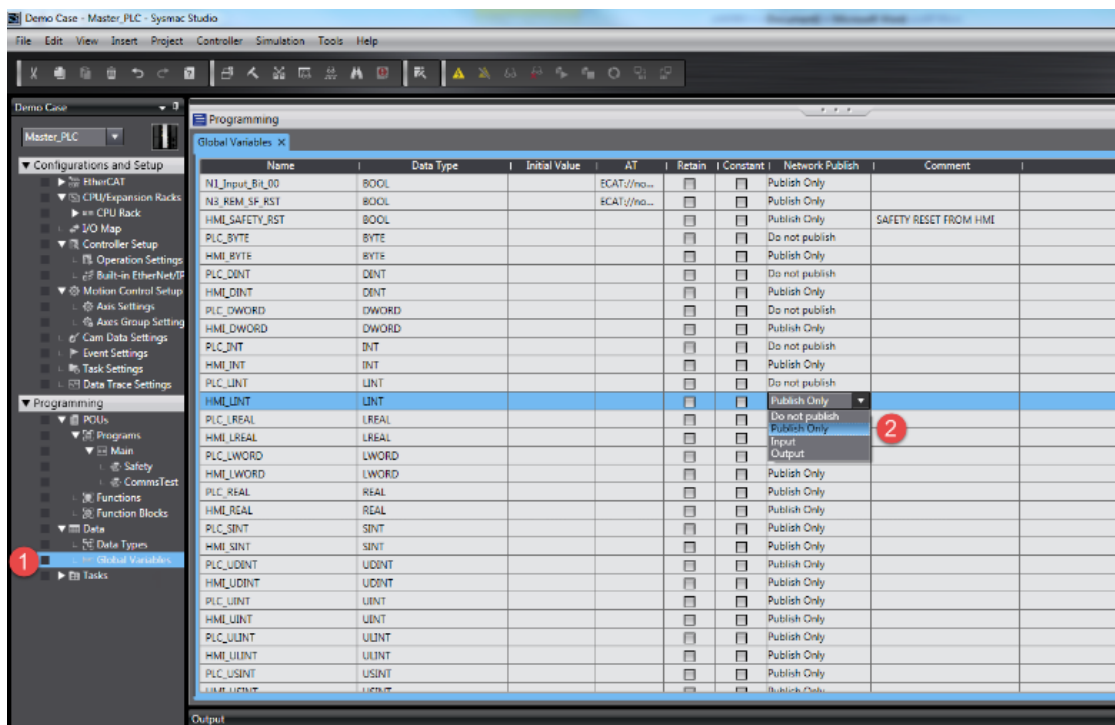 Demo Case - Master_PLC - Sysmac Studio
File Edit View Insert Project Controller Simulation Tools Help
Demo Case
Master_PLC
Configurations and Setup
EtherCAT
CPU/Expansion Racks
CPU Rack
I/O Map
Controller Setup
Operation Settings
Built-in EtherNet/IP
Motion Control Setup
Axis Settings
Axes Group Setting
Cam Data Settings
Event Settings
Task Settings
Data Trace Settings
Programming
POUs
Programs
Main
Safety
CommsTest
Functions
Function Blocks
Data
Data Types
1 Global Variables
Tasks
Programming
Global Variables X
Name Data Type Initial Value AT Retain Constant Network Publish Comment
N1_Input_Bit_00 BOOL ECAT://no... Publish Only
N3_REM_SF_RST BOOL ECAT://no... Publish Only
HMI_SAFETY_RST BOOL Publish Only SAFETY RESET FROM HMI
PLC_BYTE BYTE Do not publish
HMI_BYTE BYTE Publish Only
PLC_DINT DINT Do not publish
HMI_DINT DINT Publish Only
PLC_DWORD DWORD Do not publish
HMI_DWORD DWORD Publish Only
PLC_INT INT Do not publish
HMI_INT INT Publish Only
PLC_LINT LINT Do not publish
HMI_LINT LINT Publish Only
PLC_LREAL LREAL Do not publish
HMI_LREAL LREAL Publish Only 2
Input
PLC_LWORD LWORD Output
HMI_LWORD LWORD Publish Only
PLC_REAL REAL Publish Only
HMI_REAL REAL Publish Only
PLC_SINT SINT Publish Only
HMI_SINT SINT Publish Only
PLC_UDINT UDINT Publish Only
HMI_UDINT UDINT Publish Only
PLC_UINT UINT Publish Only
HMI_UINT UINT Publish Only
PLC_ULINT ULINT Publish Only
HMI_ULINT ULINT Publish Only
PLC_USINT USINT Publish Only
HMI_USINT USINT Publish Only
Output